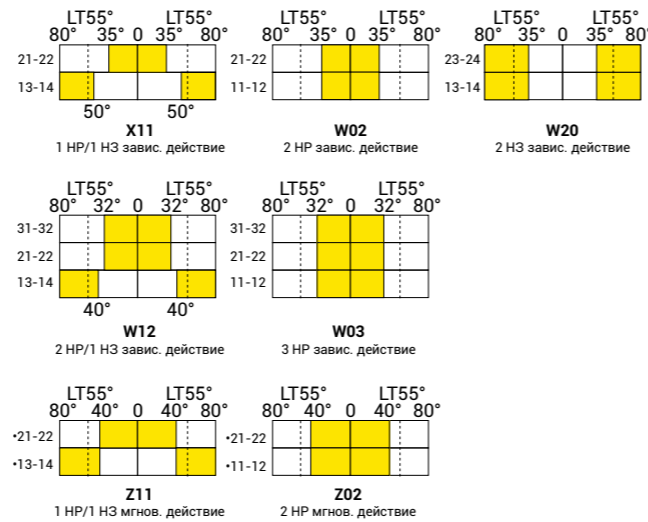 LT55° LT55°
80° 35° 0 35° 80°
21-22
13-14
50° 50°
X11
1 НР/1 НЗ завис. действие
LT55° LT55°
80° 35° 0 35° 80°
21-22
11-12
W02
2 НР завис. действие
LT55° LT55°
80° 35° 0 35° 80°
23-24
13-14
W20
2 НЗ завис. действие
LT55° LT55°
80° 32° 0 32° 80°
31-32
21-22
13-14
40° 40°
W12
2 НР/1 НЗ завис. действие
LT55° LT55°
80° 32° 0 32° 80°
31-32
21-22
11-12
W03
3 НР завис. действие
LT55° LT55°
80° 40° 0 40° 80°
•21-22
•13-14
Z11
1 НР/1 НЗ мгнов. действие
LT55° LT55°
80° 40° 0 40° 80°
•21-22
•11-12
Z02
2 НР мгнов. действие